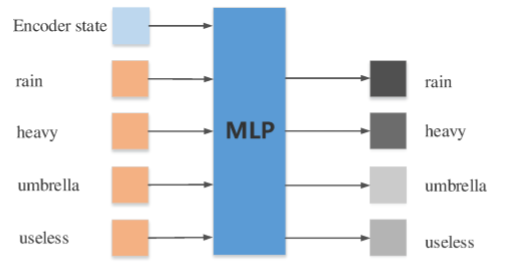 Encoder state
rain
heavy
umbrella
useless
MLP
rain
heavy
umbrella
useless